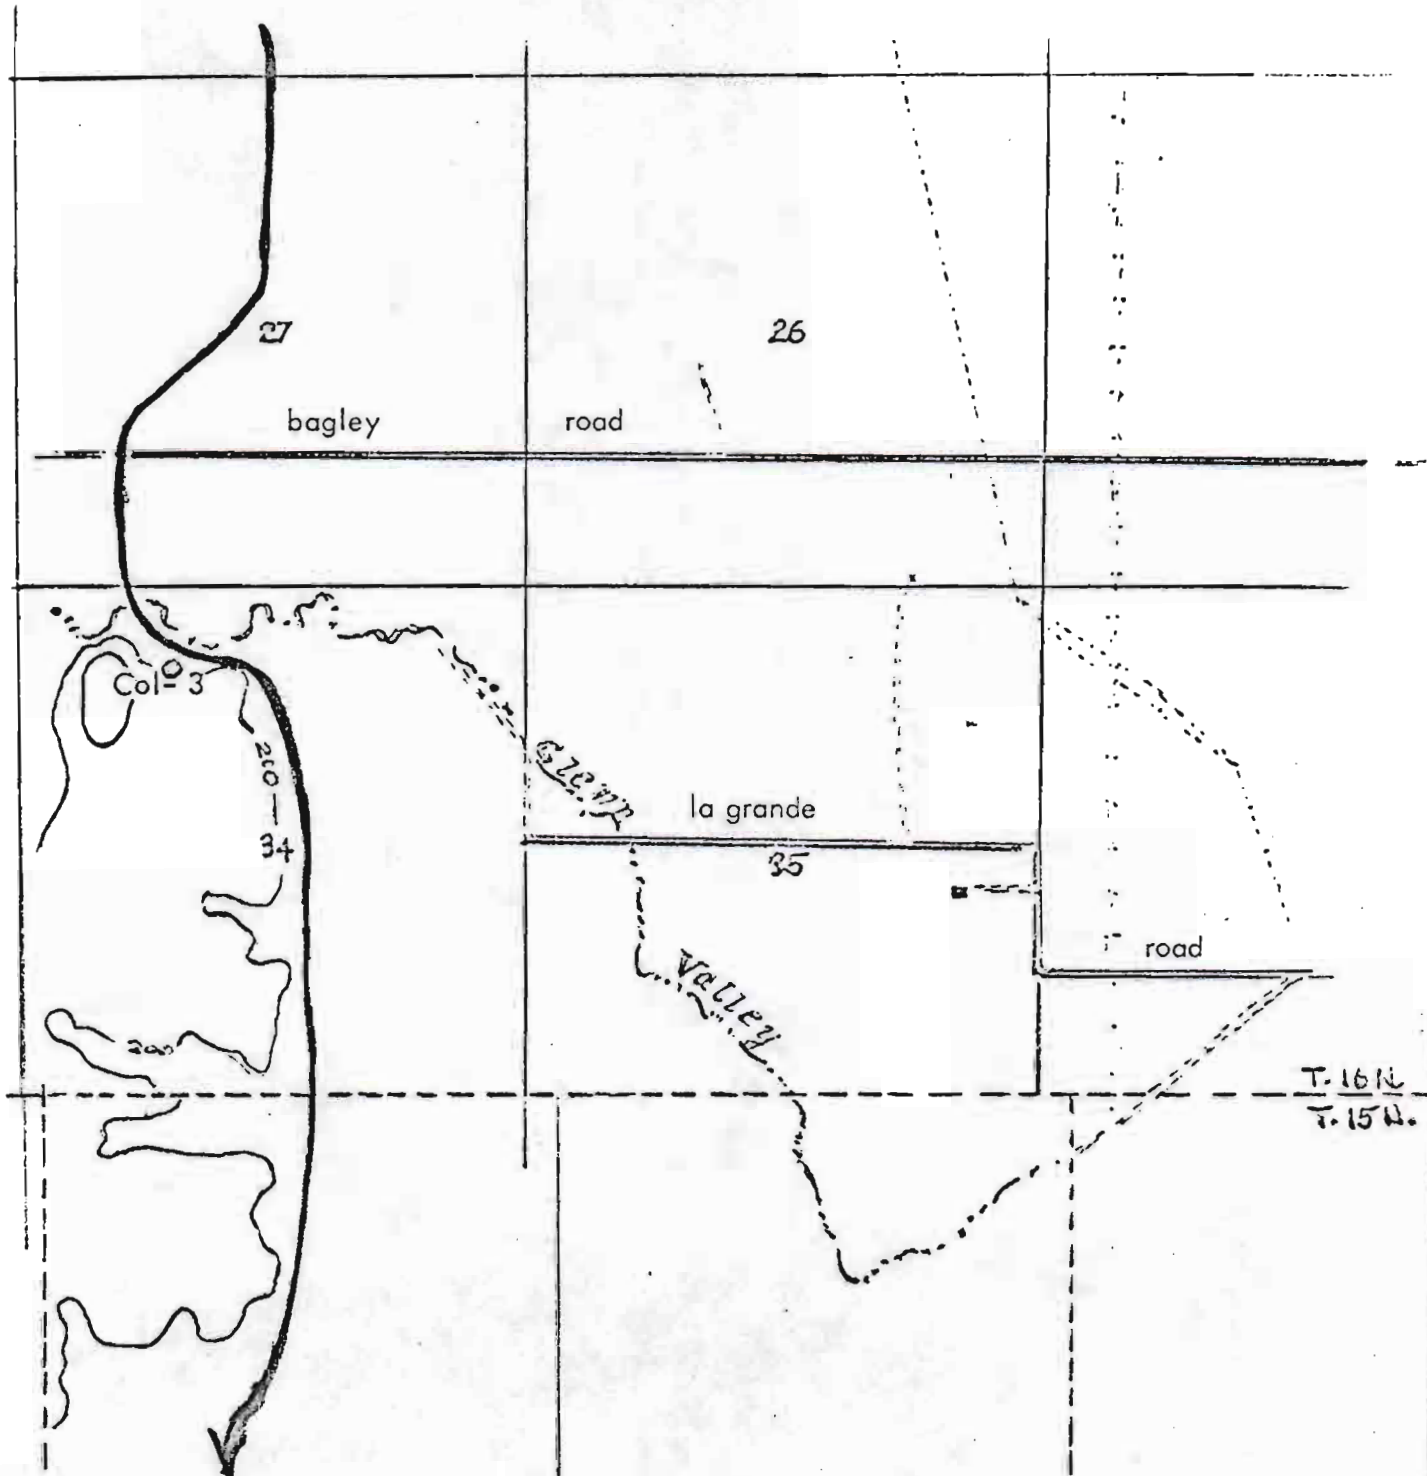 27
26
bagley road
Col-3
200
Glenn
la grande
34
35
Valley
road
200
T. 16 N.
T. 15 N.